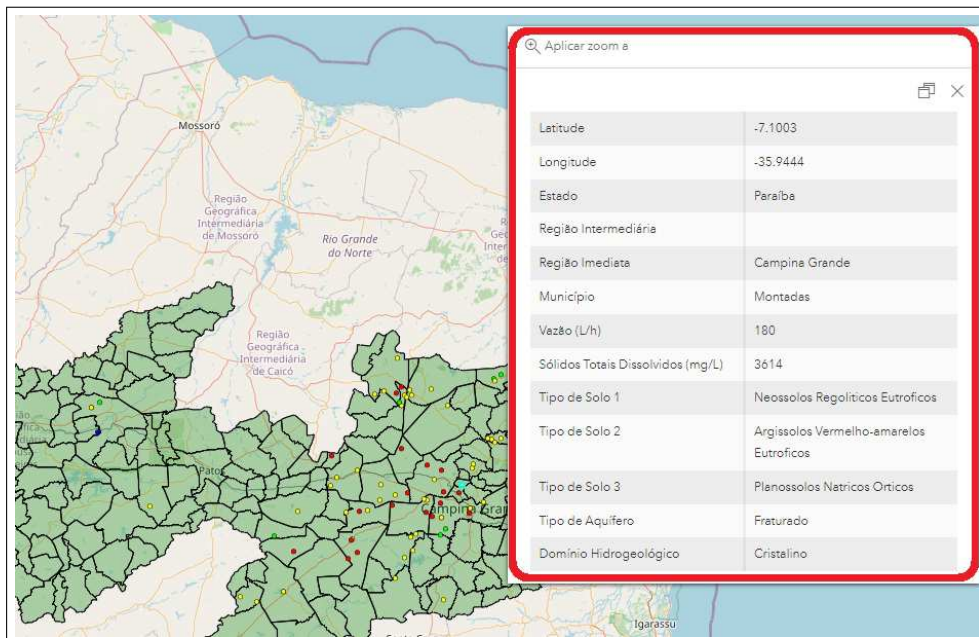 Aplicar zoom a
Latitude -7.1003
Longitude -35.9444
Estado Paraíba
Região Intermediária
Região Imediata Campina Grande
Município Montadas
Vazão (L/h) 180
Sólidos Totais Dissolvidos (mg/L) 3614
Tipo de Solo 1 Neossolos Regoliticos Eutroficos
Tipo de Solo 2 Argissolos Vermelho-amarelos
Eutroficos
Tipo de Solo 3 Planossolos Natricos Orticos
Tipo de Aquífero Fraturado
Domínio Hidrogeológico Cristalino
Mossoró
Região
Geográfica
Intermediária
de Mossoró
Rio Grande
do Norte
Região
Geográfica
Intermediária
de Caicó
Patos
Campina Gran
Igarassu